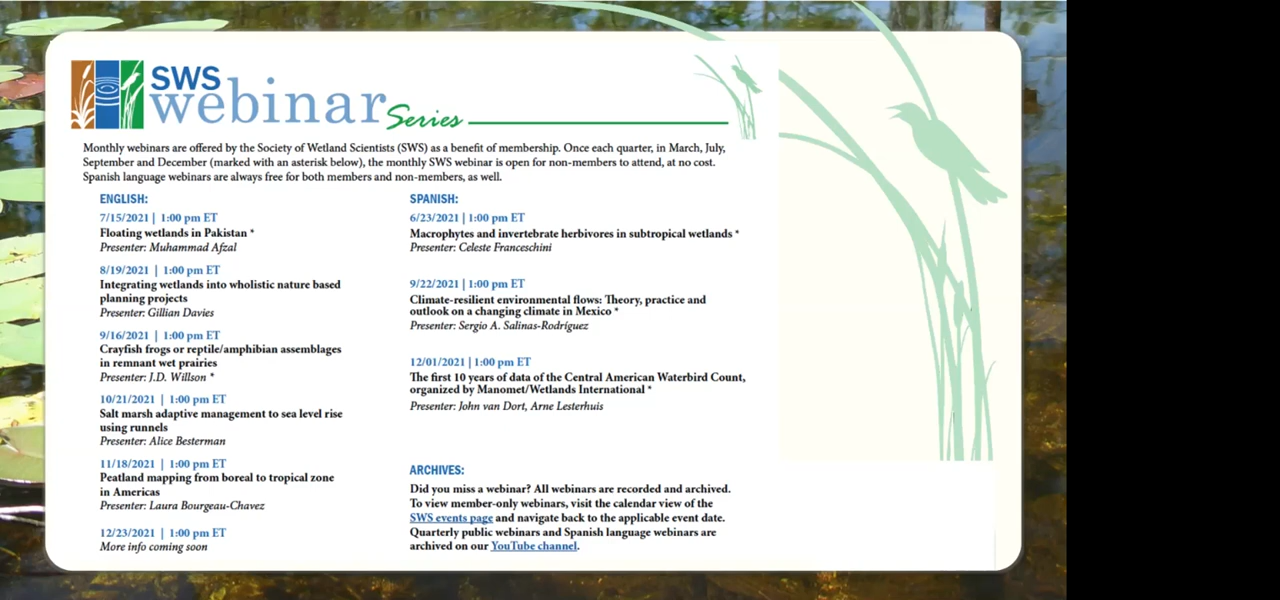 SWS
webinar Series
Monthly webinars are offered by the Society of Wetland Scientists (SWS) as a benefit of membership. Once each quarter, in March, July,
September and December (marked with an asterisk below), the monthly SWS webinar is open for non-members to attend, at no cost.
Spanish language webinars are always free for both members and non-members, as well.
ENGLISH:
7/15/2021 | 1:00 pm ET
Floating wetlands in Pakistan *
Presenter: Muhammad Afzal
8/19/2021 | 1:00 pm ET
Integrating wetlands into wholistic nature based
planning projects
Presenter: Gillian Davies
9/16/2021 | 1:00 pm ET
Crayfish frogs or reptile/amphibian assemblages
in remnant wet prairies
Presenter: J.D. Willson *
10/21/2021 | 1:00 pm ET
Salt marsh adaptive management to sea level rise
using runnels
Presenter: Alice Besterman
11/18/2021 | 1:00 pm ET
Peatland mapping from boreal to tropical zone
in Americas
Presenter: Laura Bourgeau-Chavez
12/23/2021 | 1:00 pm ET
More info coming soon
SPANISH:
6/23/2021 | 1:00 pm ET
Macrophytes and invertebrate herbivores in subtropical wetlands *
Presenter: Celeste Franceschini
9/22/2021 | 1:00 pm ET
Climate-resilient environmental flows: Theory, practice and
outlook on a changing climate in Mexico *
Presenter: Sergio A. Salinas-Rodríguez
12/01/2021 | 1:00 pm ET
The first 10 years of data of the Central American Waterbird Count,
organized by Manomet/Wetlands International *
Presenter: John van Dort, Arne Lesterhuis
ARCHIVES:
Did you miss a webinar? All webinars are recorded and archived.
To view member-only webinars, visit the calendar view of the
SWS events page and navigate back to the applicable event date.
Quarterly public webinars and Spanish language webinars are
archived on our YouTube channel.